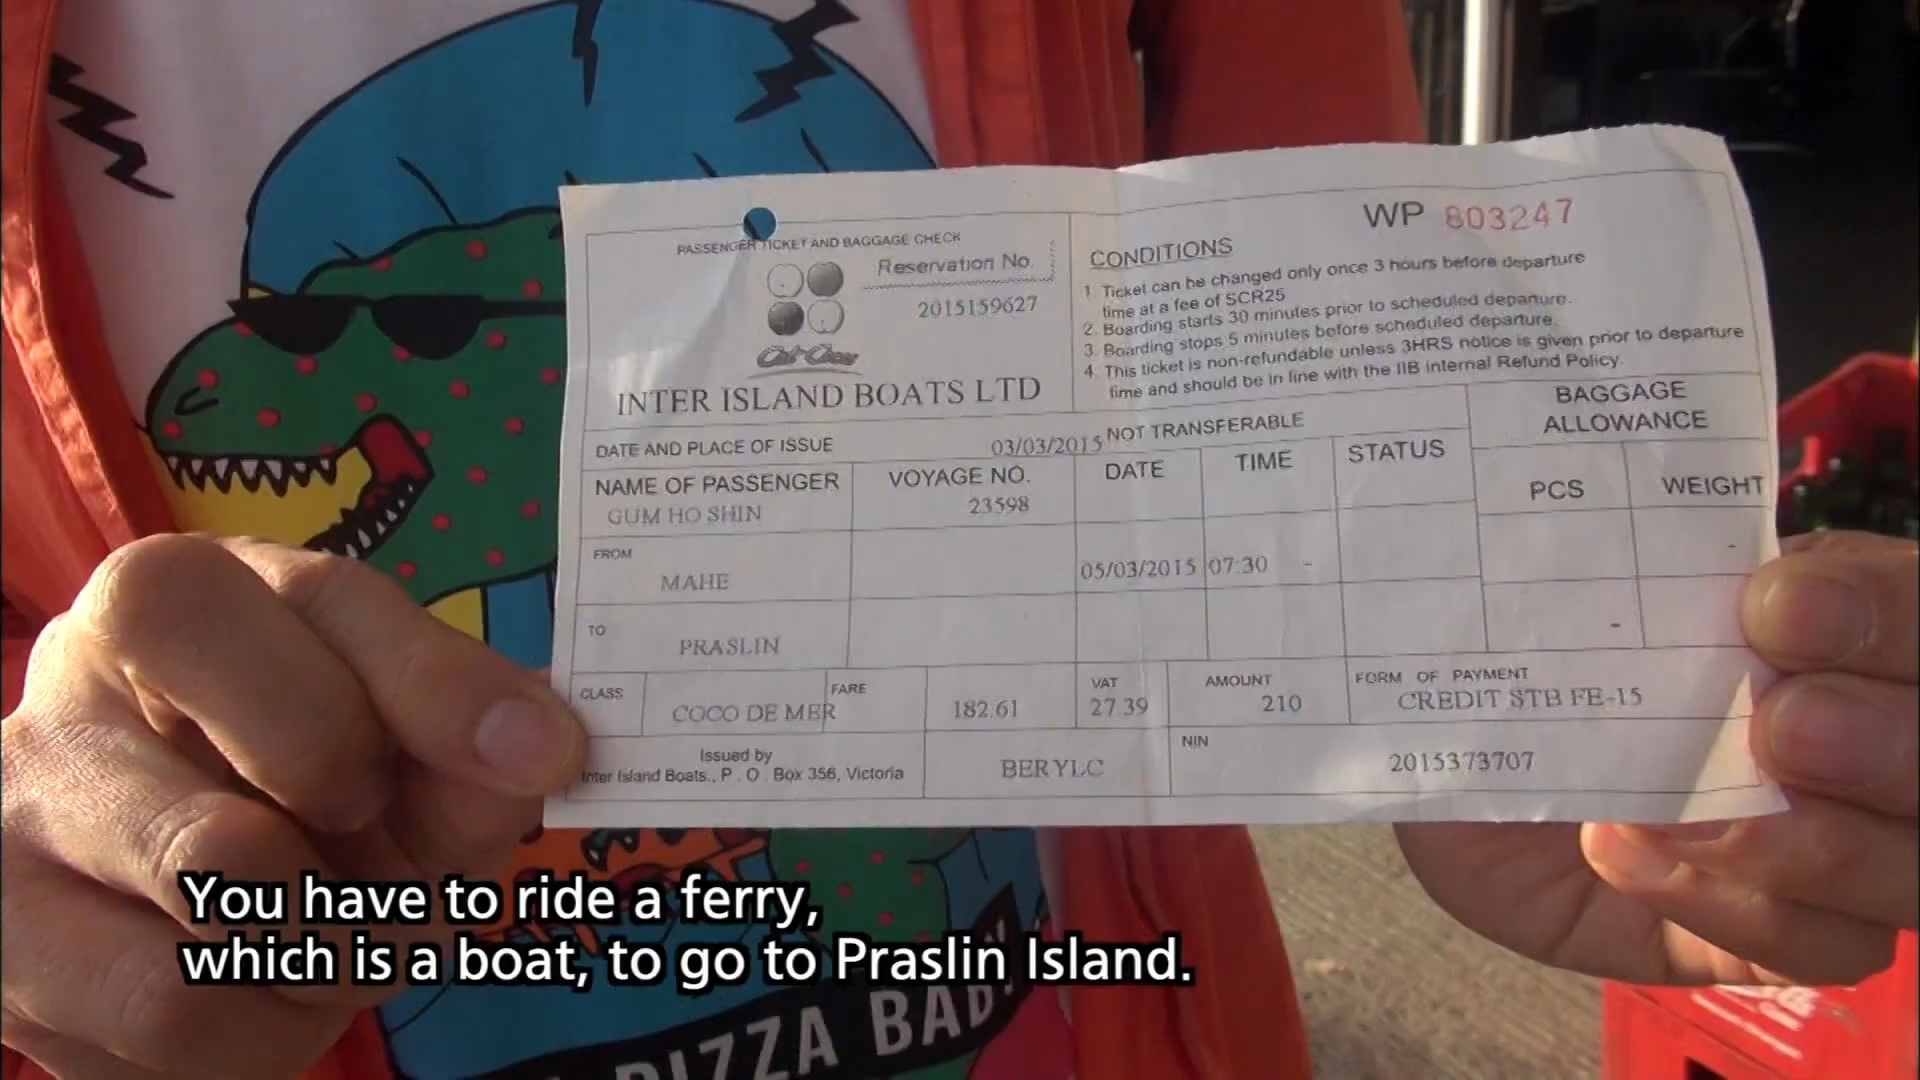 PASSENGER TICKET AND BAGGAGE CHECK
Reservation No.
2015159627
Cat Cocos
INTER ISLAND BOATS LTD
WP 803247
CONDITIONS
1. Ticket can be changed only once 3 hours before departure
time at a fee of SCR25
2. Boarding starts 30 minutes prior to scheduled departure.
3. Boarding stops 5 minutes before scheduled departure.
4. This ticket is non-refundable unless 3HRS notice is given prior to departure
time and should be in line with the IIB Internal Refund Policy.
DATE AND PLACE OF ISSUE 03/03/2015 NOT TRANSFERABLE
BAGGAGE
ALLOWANCE
NAME OF PASSENGER VOYAGE NO. DATE TIME STATUS PCS WEIGHT
GUM HO SHIN 23598
FROM
MAHE 05/03/2015 07:30 - -
TO
PRASLIN -
CLASS COCO DE MER FARE 182.61 VAT 27.39 AMOUNT 210 FORM OF PAYMENT
CREDIT STB FE-15
Issued by
Inter Island Boats., P . O . Box 356, Victoria
BERYLC
NIN
2015373707
You have to ride a ferry,
which is a boat, to go to Praslin Island.
PIZZA BABY